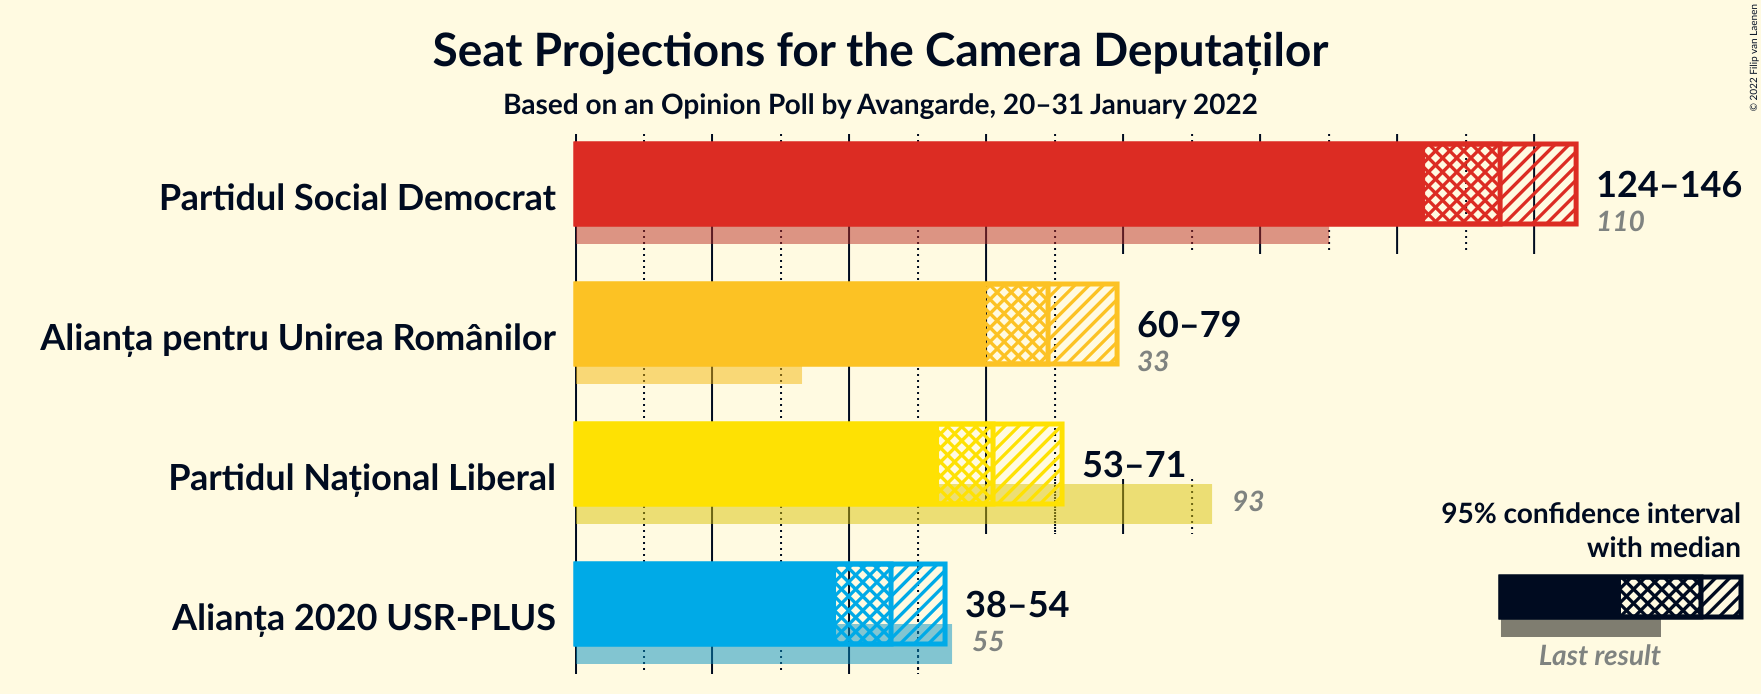 Seat Projections for the Camera Deputaților
Based on an Opinion Poll by Avangarde, 20–31 January 2022
© 2022 Filip van Laenen
Partidul Social Democrat
124–146
110
Alianța pentru Unirea Românilor
60–79
33
Partidul Național Liberal
53–71
93
Alianța 2020 USR-PLUS
38–54
55
95% confidence interval
with median
Last result